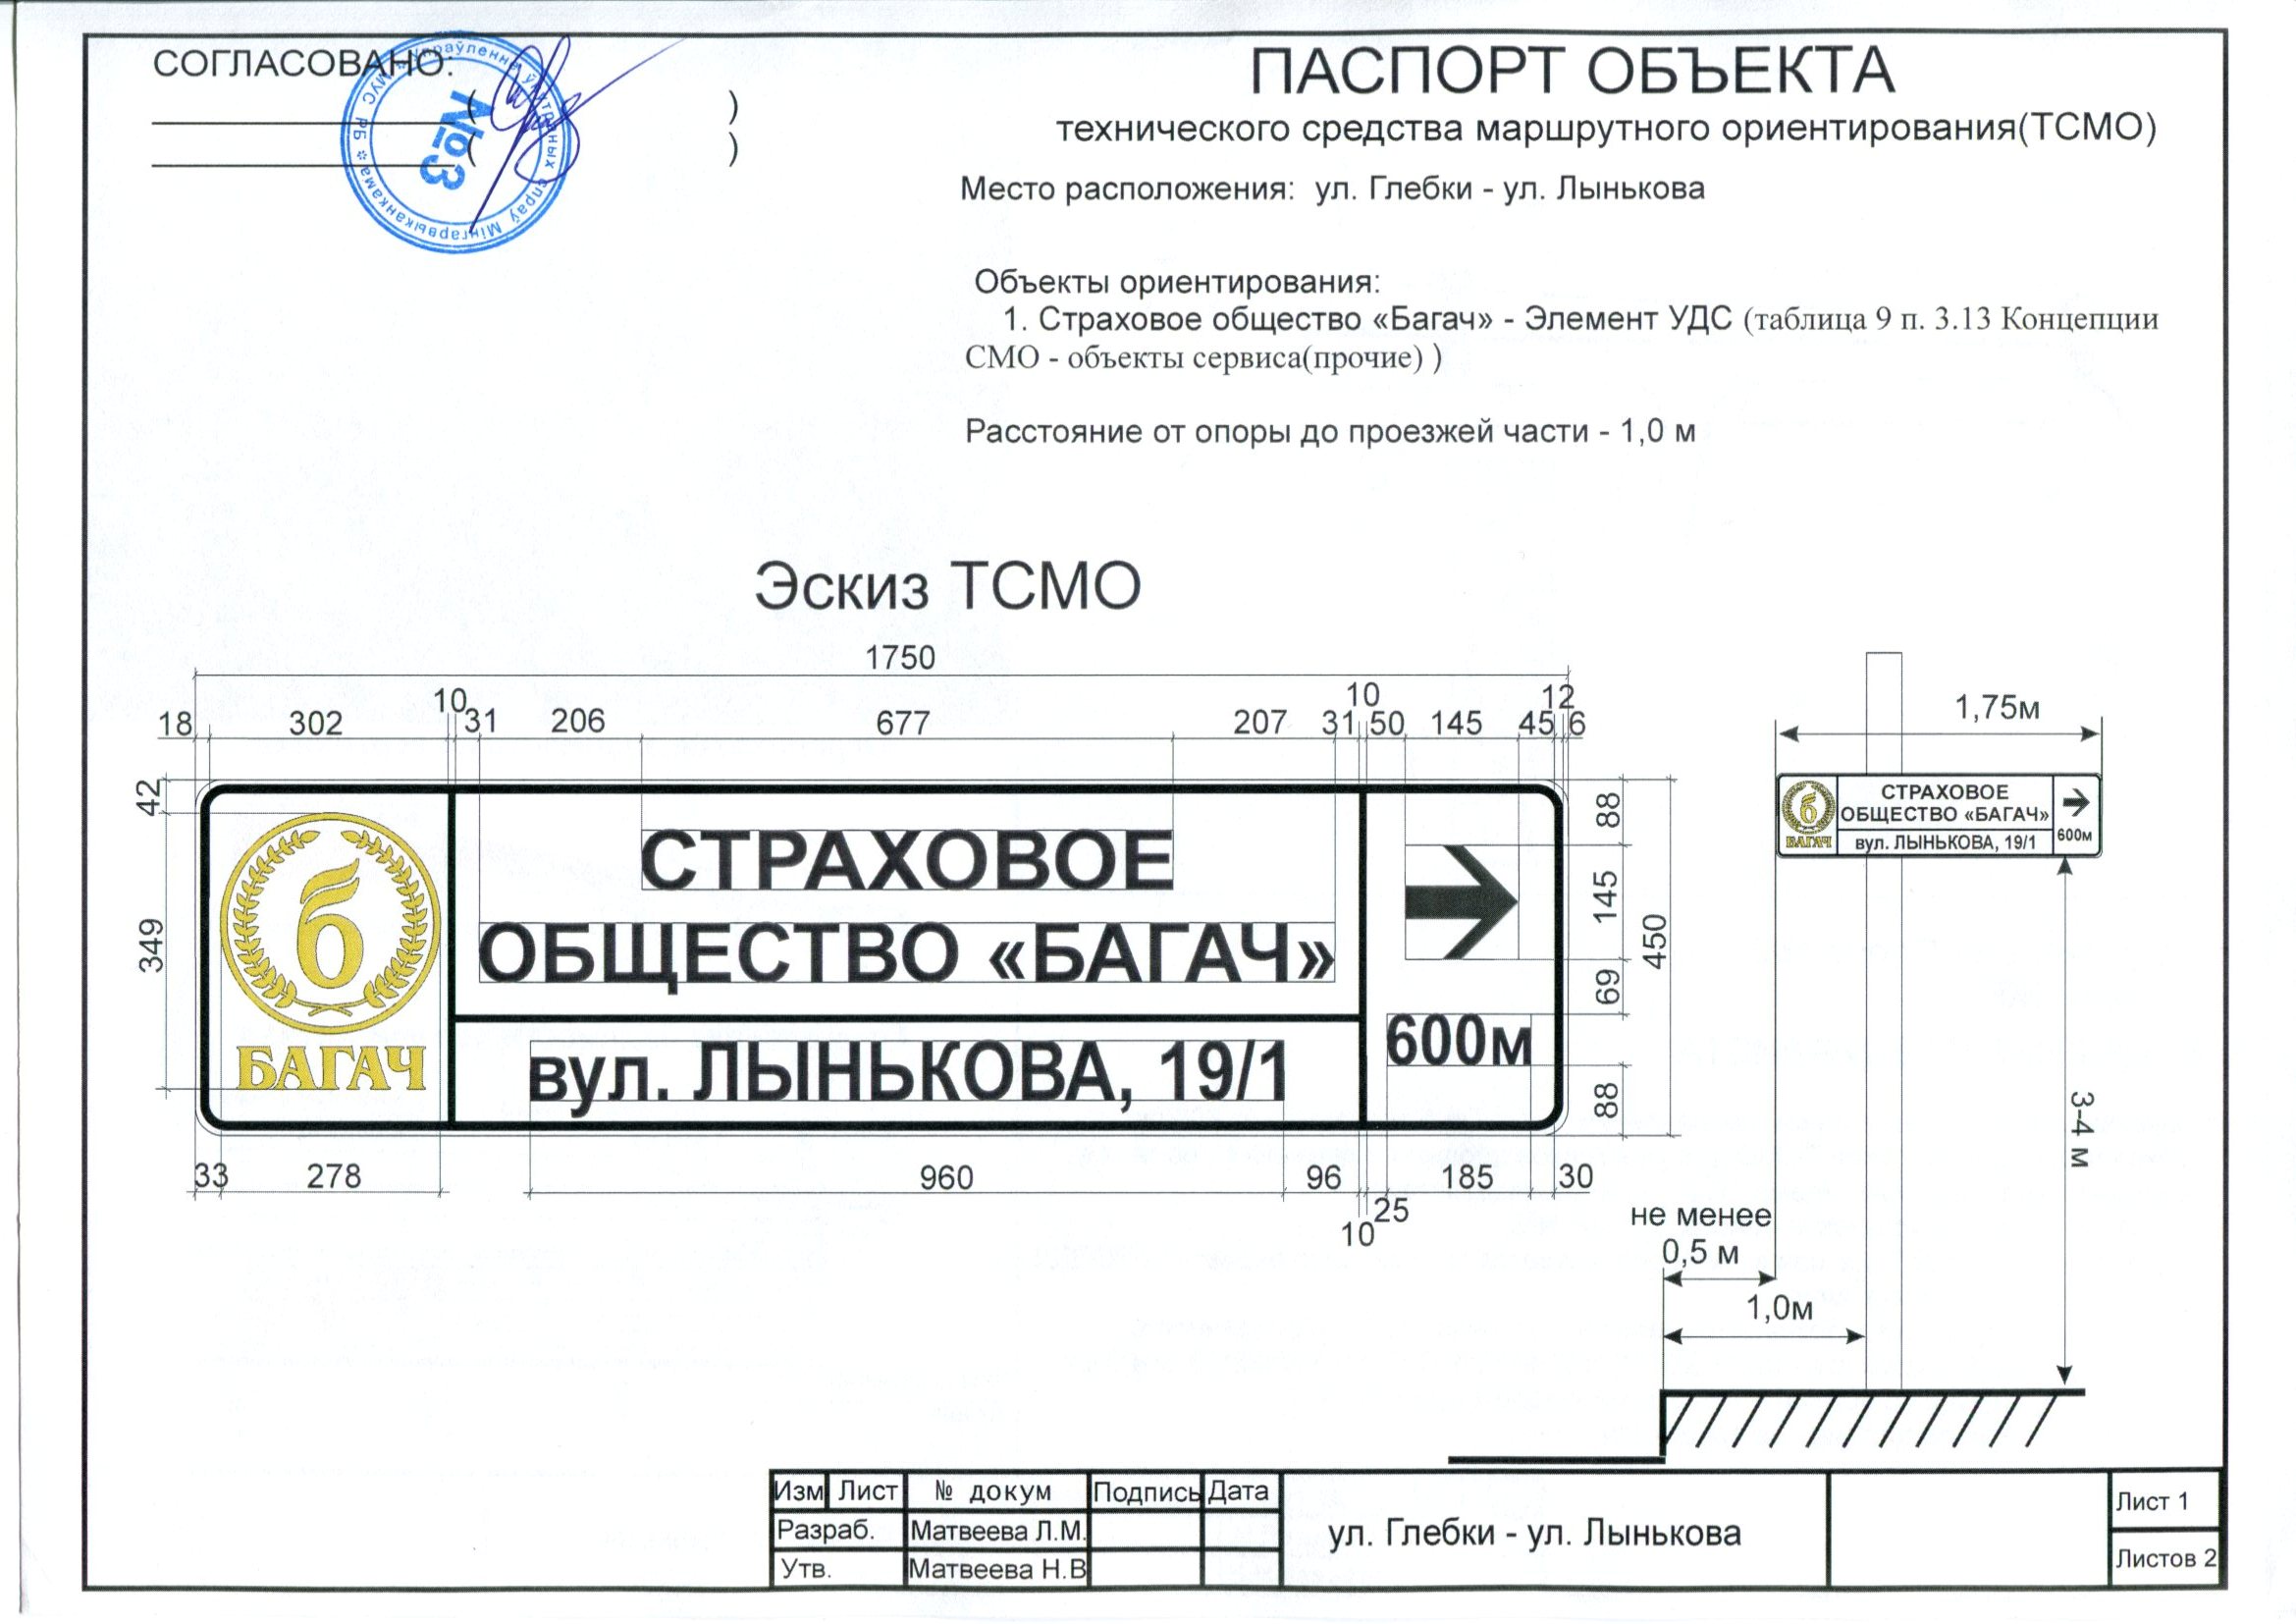 СОГЛАСОВАНО:
( )
( )
Упраўленне ўнутраных спраў Мінгарвыканкама * МУС РБ *
№3
ПАСПОРТ ОБЪЕКТА
технического средства маршрутного ориентирования(ТСМО)
Место расположения: ул. Глебки - ул. Лынькова
Объекты ориентирования:
1. Страховое общество «Багач» - Элемент УДС (таблица 9 п. 3.13 Концепции
СМО - объекты сервиса(прочие) )
Расстояние от опоры до проезжей части - 1,0 м
Эскиз ТСМО
1750
10 10 12
18 302 31 206 677 207 31 50 145 45 6
42
349
б
БАГАЧ
СТРАХОВОЕ
ОБЩЕСТВО «БАГАЧ»
вул. ЛЫНЬКОВА, 19/1
600м
88
145
69
88
450
33 278 960 96 185 30
10 25
1,75м
б
БАГАЧ
СТРАХОВОЕ
ОБЩЕСТВО «БАГАЧ»
вул. ЛЫНЬКОВА, 19/1
600м
3-4 м
не менее
0,5 м
1,0м
Изм Лист № докум Подпись Дата
Разраб. Матвеева Л.М.
Утв. Матвеева Н.В
ул. Глебки - ул. Лынькова
Лист 1
Листов 2